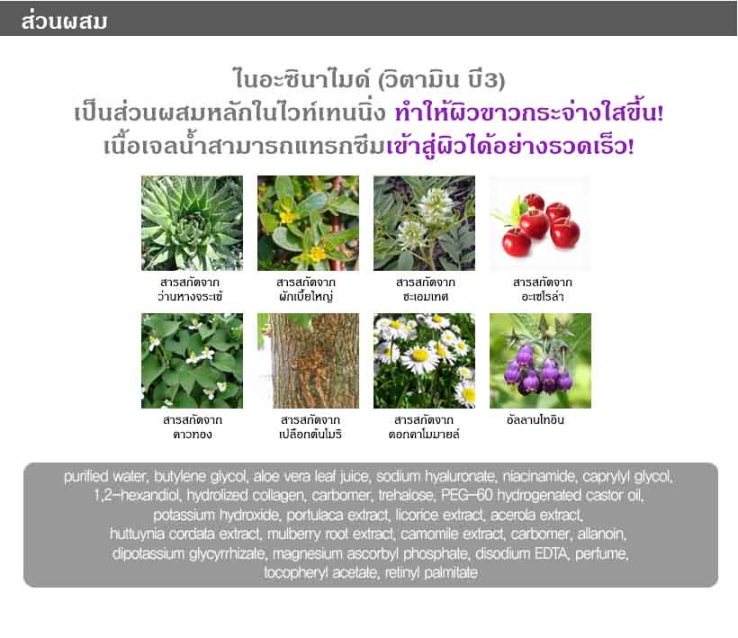 ส่วนผสม
ไนอะซินาไมด์ (วิตามิน บี3)
เป็นส่วนผสมหลักในไวท์เทนนิ่ง ทำให้ผิวขาวกระจ่างใสขึ้น!
เนื้อเจลน้ำสามารถแทรกซึมเข้าสู่ผิวได้อย่างรวดเร็ว!
สารสกัดจาก
ว่านหางจระเข้
สารสกัดจาก
ผักเบี้ยใหญ่
สารสกัดจาก
ชะเอมเทศ
สารสกัดจาก
อะเซโรล่า
สารสกัดจาก
คาวทอง
สารสกัดจาก
เปลือกต้นโมริ
สารสกัดจาก
ดอกคาโมมายล์
อัลลานโทอิน
purified water, butylene glycol, aloe vera leaf juice, sodium hyaluronate, niacinamide, caprylyl glycol,
1,2-hexandiol, hydrolized collagen, carbomer, trehalose, PEG-60 hydrogenated castor oil,
potassium hydroxide, portulaca extract, licorice extract, acerola extract,
huttuynia cordata extract, mulberry root extract, camomile extract, carbomer, allanoin,
dipotassium glycyrrhizate, magnesium ascorbyl phosphate, disodium EDTA, perfume,
tocopheryl acetate, retinyl palmitate